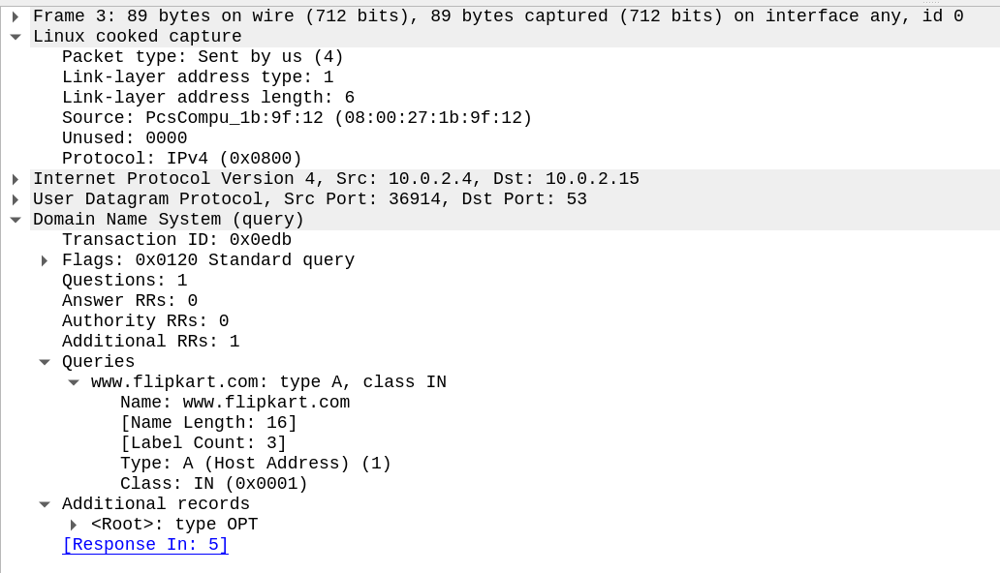 Frame 3: 89 bytes on wire (712 bits), 89 bytes captured (712 bits) on interface any, id 0
Linux cooked capture
Packet type: Sent by us (4)
Link-layer address type: 1
Link-layer address length: 6
Source: PcsCompu_1b:9f:12 (08:00:27:1b:9f:12)
Unused: 0000
Protocol: IPv4 (0x0800)
Internet Protocol Version 4, Src: 10.0.2.4, Dst: 10.0.2.15
User Datagram Protocol, Src Port: 36914, Dst Port: 53
Domain Name System (query)
Transaction ID: 0x0edb
Flags: 0x0120 Standard query
Questions: 1
Answer RRs: 0
Authority RRs: 0
Additional RRs: 1
Queries
www.flipkart.com: type A, class IN
Name: www.flipkart.com
[Name Length: 16]
[Label Count: 3]
Type: A (Host Address) (1)
Class: IN (0x0001)
Additional records
<Root>: type OPT
[Response In: 5]